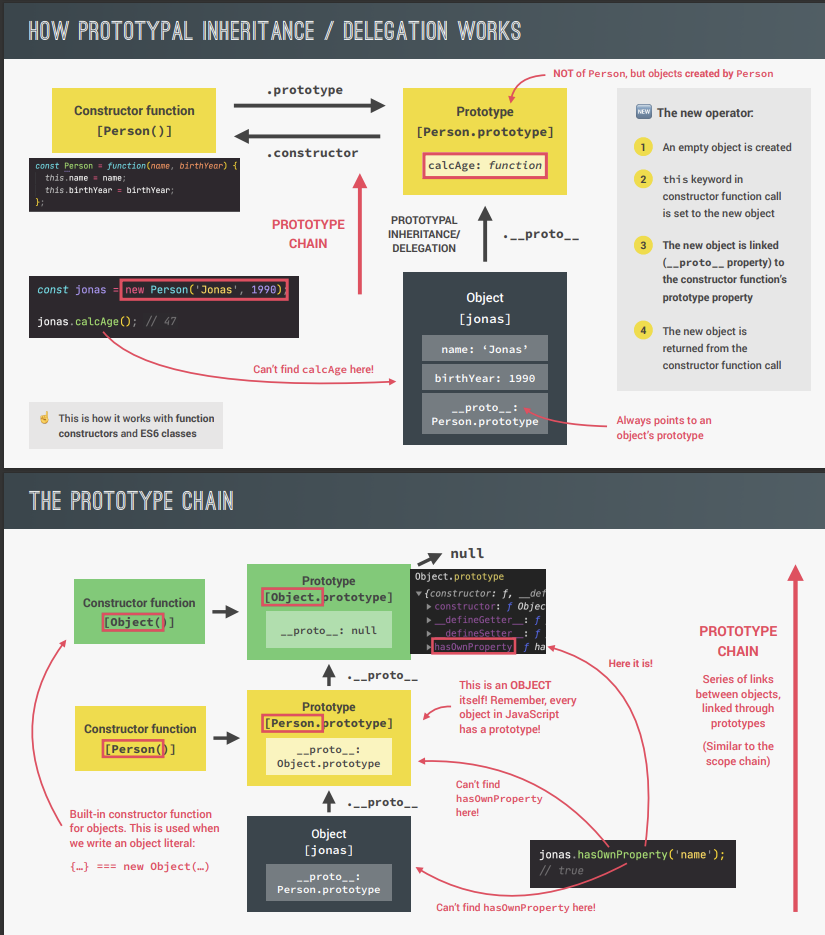 HOW PROTOTYPAL INHERITANCE / DELEGATION WORKS
NOT of Person, but objects created by Person
Constructor function
[Person()]
.prototype
.constructor
Prototype
[Person.prototype]
calcAge: function
const Person = function(name, birthYear) {
this.name = name;
this.birthYear = birthYear;
};
PROTOTYPE
CHAIN
PROTOTYPAL
INHERITANCE/
DELEGATION
.__proto__
const jonas = new Person('Jonas', 1990);
jonas.calcAge(); // 47
Can't find calcAge here!
Object
[jonas]
name: ‘Jonas’
birthYear: 1990
__proto__:
Person.prototype
Always points to an
object's prototype
☝ This is how it works with function
constructors and ES6 classes
NEW The new operator:
1 An empty object is created
2 this keyword in
constructor function call
is set to the new object
3 The new object is linked
(__proto__ property) to
the constructor function's
prototype property
4 The new object is
returned from the
constructor function call
THE PROTOTYPE CHAIN
null
Constructor function
[Object()]
Prototype
[Object.prototype]
__proto__: null
Object.prototype
▼{constructor: ƒ, __def
▶constructor: ƒ Objec
▶__defineGetter__: ƒ
▶__defineSetter__: ƒ
▶hasOwnProperty: ƒ ha
Here it is!
.__proto__
Constructor function
[Person()]
Prototype
[Person.prototype]
__proto__:
Object.prototype
This is an OBJECT
itself! Remember, every
object in JavaScript
has a prototype!
Can't find
hasOwnProperty
here!
.__proto__
Built-in constructor function
for objects. This is used when
we write an object literal:
{…} === new Object(…)
Object
[jonas]
__proto__:
Person.prototype
jonas.hasOwnProperty('name');
// true
Can't find hasOwnProperty here!
PROTOTYPE
CHAIN
Series of links
between objects,
linked through
prototypes
(Similar to the
scope chain)